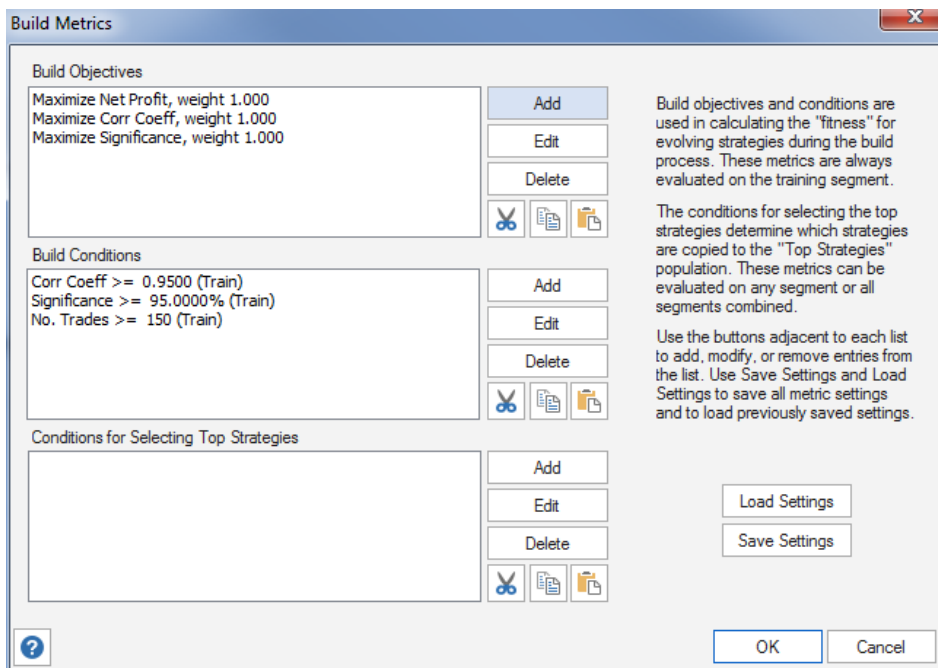 Build Metrics
Build Objectives
Maximize Net Profit, weight 1.000
Maximize Corr Coeff, weight 1.000
Maximize Significance, weight 1.000
Add
Edit
Delete
Build Conditions
Corr Coeff >= 0.9500 (Train)
Significance >= 95.0000% (Train)
No. Trades >= 150 (Train)
Add
Edit
Delete
Conditions for Selecting Top Strategies
Add
Edit
Delete
Build objectives and conditions are
used in calculating the "fitness" for
evolving strategies during the build
process. These metrics are always
evaluated on the training segment.
The conditions for selecting the top
strategies determine which strategies
are copied to the "Top Strategies"
population. These metrics can be
evaluated on any segment or all
segments combined.
Use the buttons adjacent to each list
to add, modify, or remove entries from
the list. Use Save Settings and Load
Settings to save all metric settings
and to load previously saved settings.
Load Settings
Save Settings
?
OK
Cancel